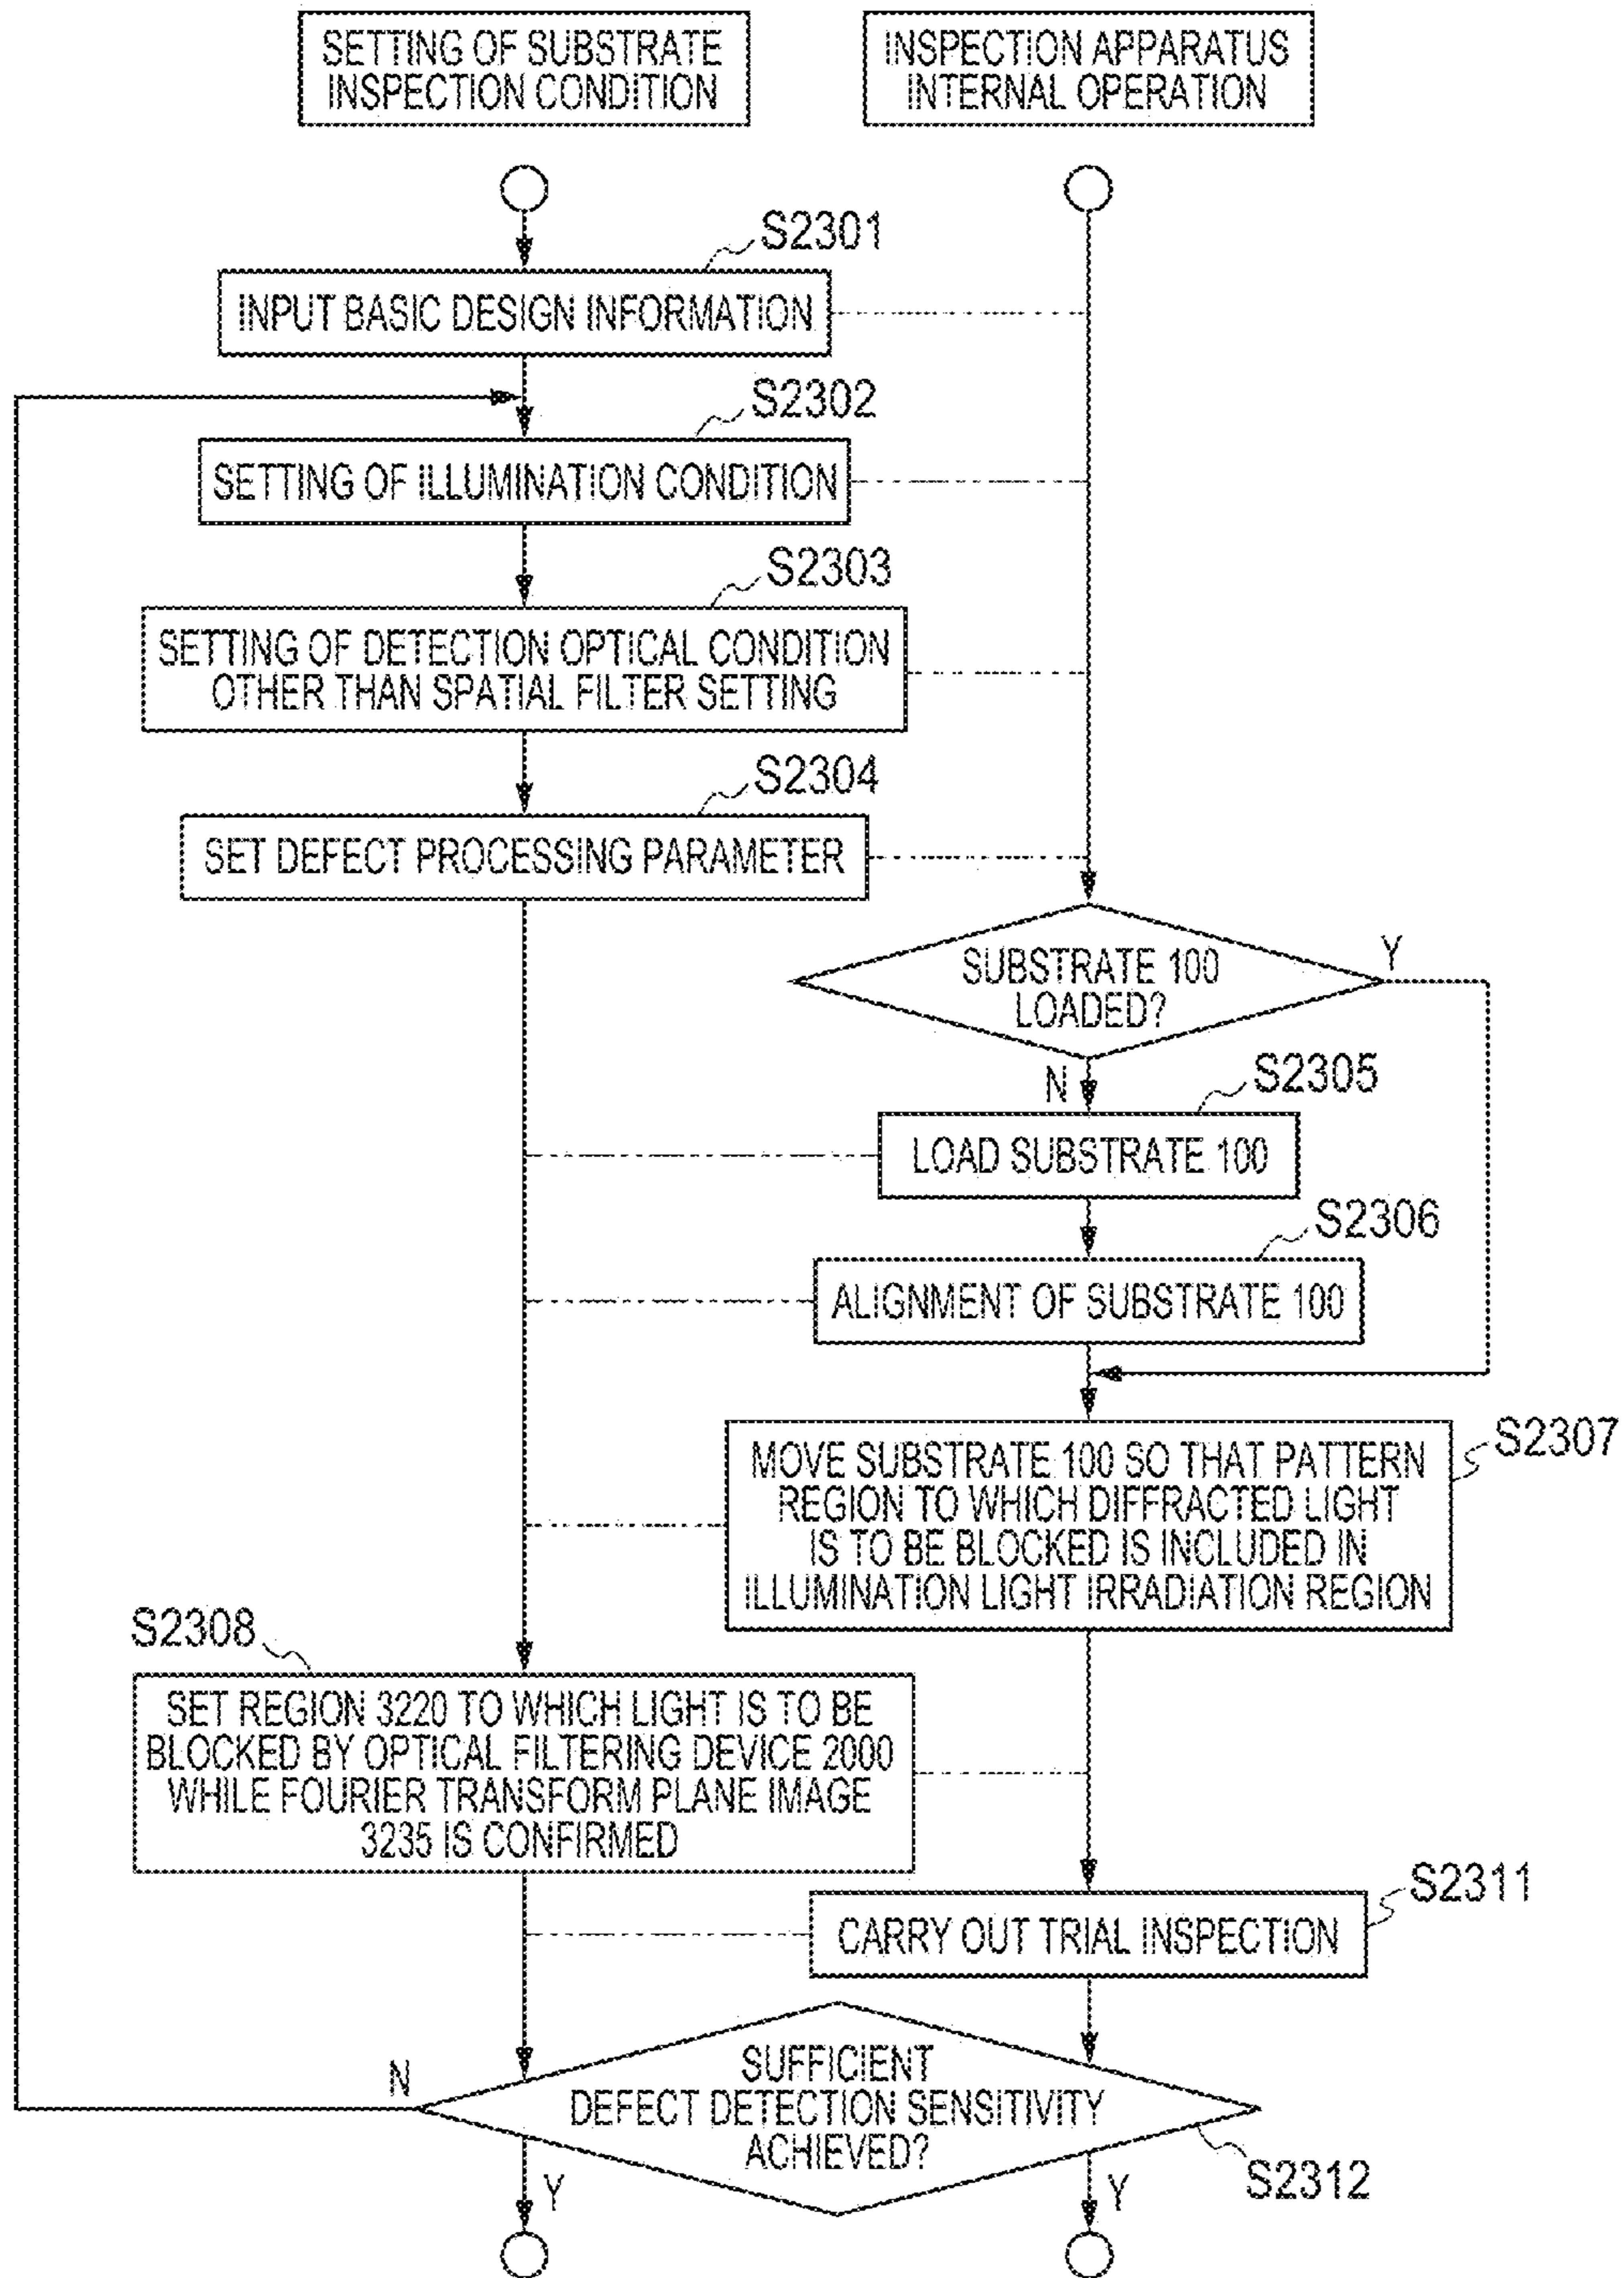 SETTING OF SUBSTRATE
INSPECTION CONDITION
INSPECTION APPARATUS
INTERNAL OPERATION
S2301
INPUT BASIC DESIGN INFORMATION
S2302
SETTING OF ILLUMINATION CONDITION
S2303
SETTING OF DETECTION OPTICAL CONDITION
OTHER THAN SPATIAL FILTER SETTING
S2304
SET DEFECT PROCESSING PARAMETER
SUBSTRATE 100
LOADED?
Y
N
S2305
LOAD SUBSTRATE 100
S2306
ALIGNMENT OF SUBSTRATE 100
S2307
MOVE SUBSTRATE 100 SO THAT PATTERN
REGION TO WHICH DIFFRACTED LIGHT
IS TO BE BLOCKED IS INCLUDED IN
ILLUMINATION LIGHT IRRADIATION REGION
S2308
SET REGION 3220 TO WHICH LIGHT IS TO BE
BLOCKED BY OPTICAL FILTERING DEVICE 2000
WHILE FOURIER TRANSFORM PLANE IMAGE
3235 IS CONFIRMED
S2311
CARRY OUT TRIAL INSPECTION
N
SUFFICIENT
DEFECT DETECTION SENSITIVITY
ACHIEVED?
S2312
Y
Y